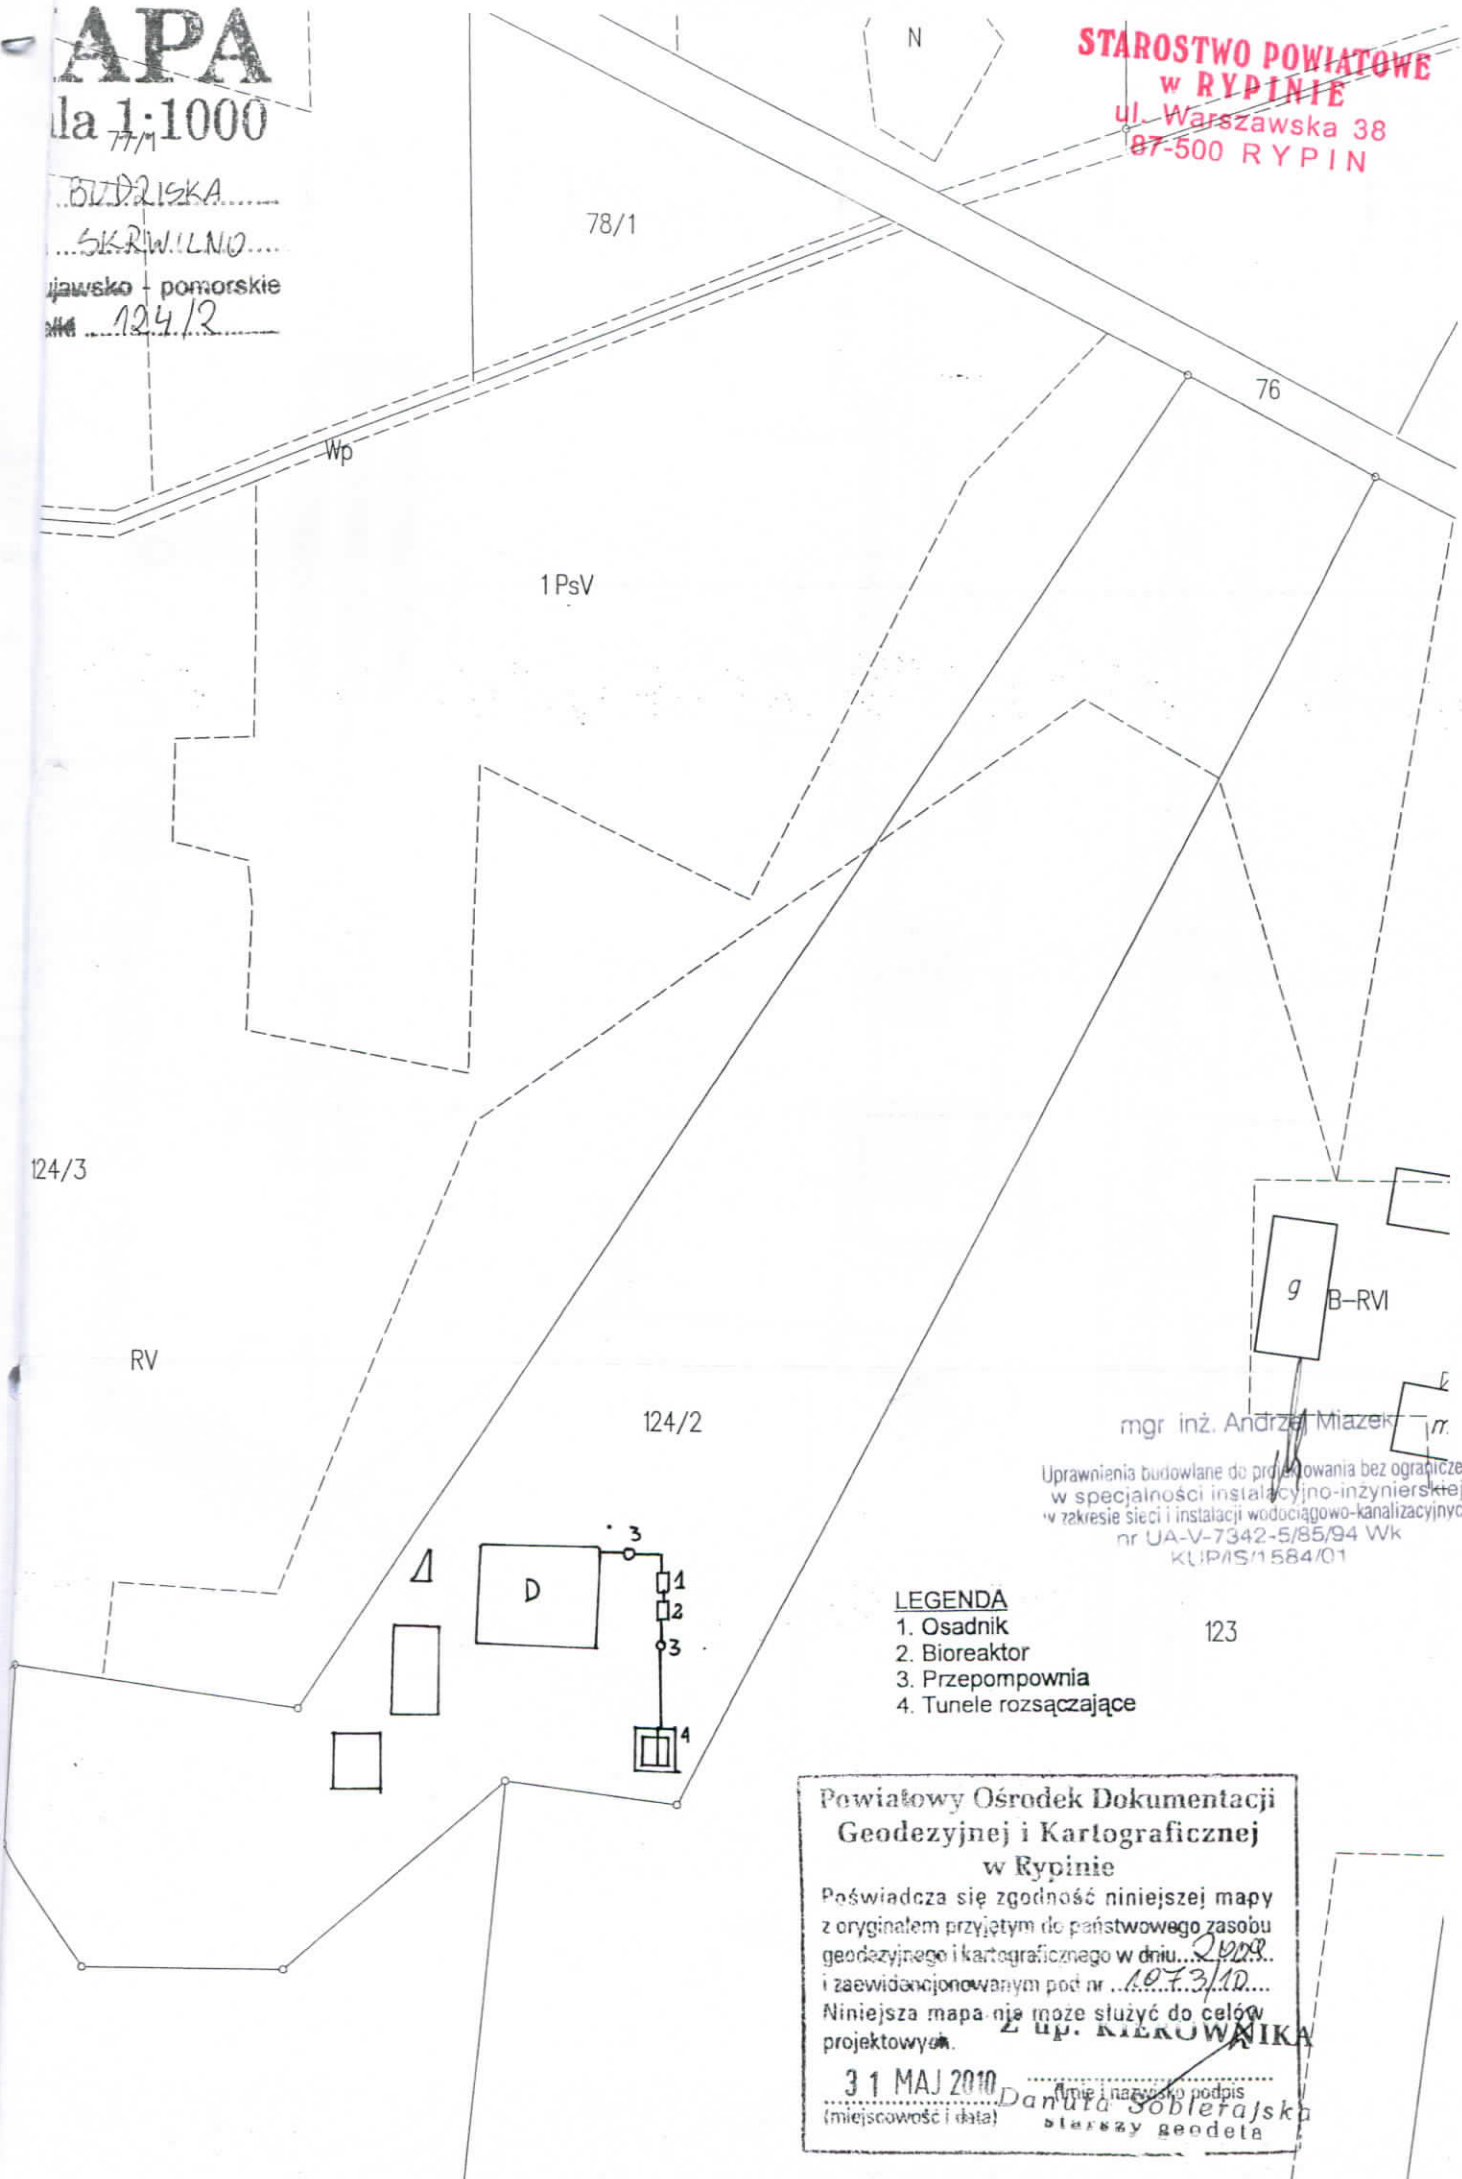 APA
la 1:1000
77/1
BUDZISKA
SKRWILNO
jawsko - pomorskie
124/2
N
STAROSTWO POWIATOWE
w RYPINIE
ul. Warszawska 38
87-500 RYPIN
78/1
76
Wp
1 PsV
124/3
g
B-RVI
RV
124/2
mgr inż. Andrzej Miazek
m.
Uprawnienia budowlane do projektowania bez ogranicze
w specjalności instalacyjno-inżynierskiej
w zakresie sieci i instalacji wodociągowo-kanalizacyjnyc
nr UA-V-7342-5/85/94 Wk
KUP/IS/1584/01
3
D
1
2
3
4
LEGENDA
1. Osadnik
2. Bioreaktor
3. Przepompownia
4. Tunele rozsączające
123
Powiatowy Ośrodek Dokumentacji
Geodezyjnej i Kartograficznej
w Rypinie
Poświadcza się zgodność niniejszej mapy
z oryginałem przyjętym do państwowego zasobu
geodezyjnego i kartograficznego w dniu
i zaewidencjonowanym pod nr 1073/10
Niniejsza mapa nie może służyć do celów
projektowych.
Z up. KIEROWNIKA
31 MAJ 2010
(imię i nazwisko podpis
(miejscowość i data)
Danuta Sobierajska
starszy geodeta